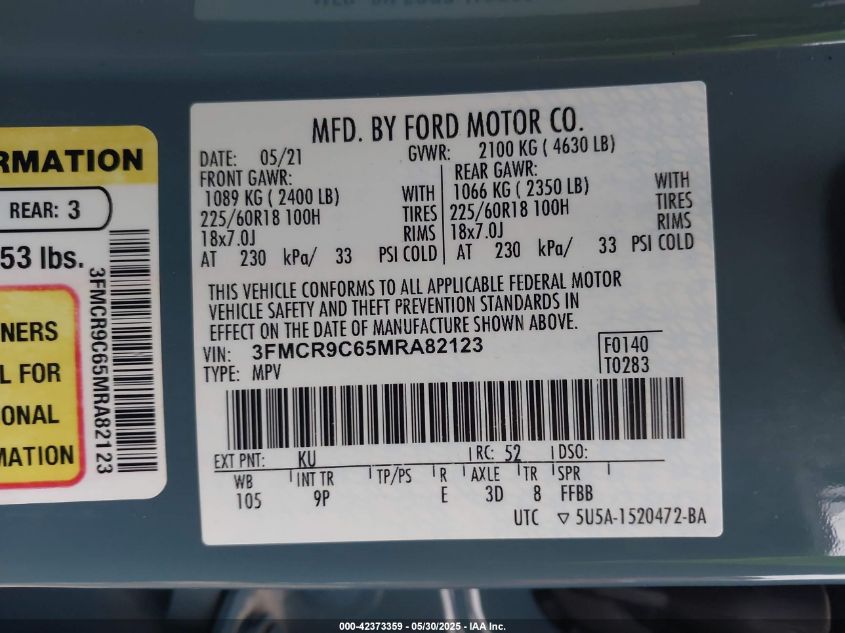 RMATION
REAR: 3
53 lbs.
3FMCR9C65MRA82123
NERS
L FOR
ONAL
MATION
MFD. BY FORD MOTOR CO.
DATE: 05/21 GVWR: 2100 KG ( 4630 LB)
FRONT GAWR: REAR GAWR:
1089 KG ( 2400 LB) WITH 1066 KG ( 2350 LB) WITH
225/60R18 100H TIRES 225/60R18 100H TIRES
18x7.0J RIMS 18x7.0J RIMS
AT 230 kPa/ 33 PSI COLD AT 230 kPa/ 33 PSI COLD
THIS VEHICLE CONFORMS TO ALL APPLICABLE FEDERAL MOTOR
VEHICLE SAFETY AND THEFT PREVENTION STANDARDS IN
EFFECT ON THE DATE OF MANUFACTURE SHOWN ABOVE.
VIN: 3FMCR9C65MRA82123 F0140
TYPE: MPV T0283
EXT PNT: KU RC: 52 DSO:
WB INT TR TP/PS R AXLE TR SPR
105 9P E 3D 8 FFBB
UTC ▽ 5U5A-1520472-BA
000-42373359 - 05/30/2025 - IAA Inc.